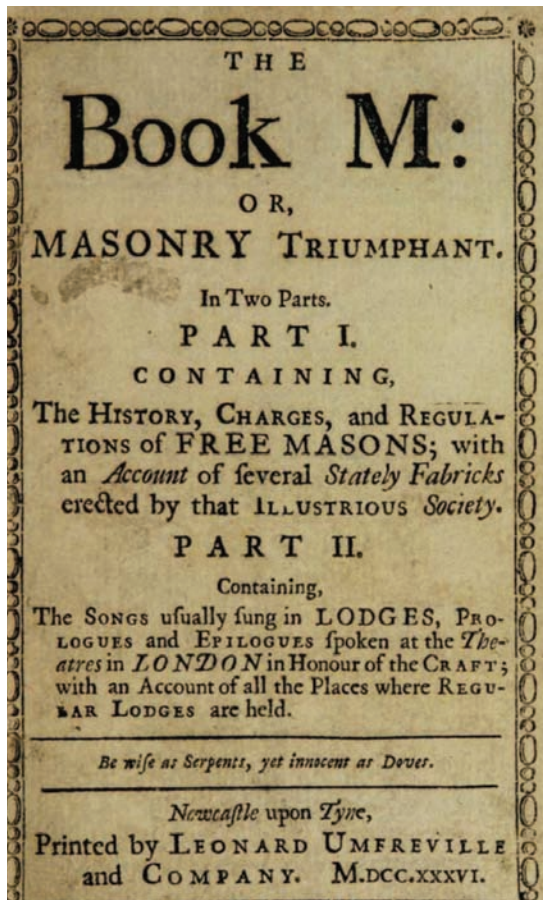 THE
Book M:
OR,
MASONRY TRIUMPHANT.
In Two Parts.
PART I.
CONTAINING,
The HISTORY, CHARGES, and REGULA-
TIONS of FREE MASONS; with
an Account of ſeveral Stately Fabricks
erected by that ILLUSTRIOUS Society.
PART II.
Containing,
The SONGS uſually ſung in LODGES, PRO-
LOGUES and EPILOGUES ſpoken at the The-
atres in LONDON in Honour of the CRAFT;
with an Account of all the Places where REGU-
LAR LODGES are held.
Be wiſe as Serpents, yet innocent as Doves.
Newcaſtle upon Tyne,
Printed by LEONARD UMFREVILLE
and COMPANY. M.DCC.XXXVI.